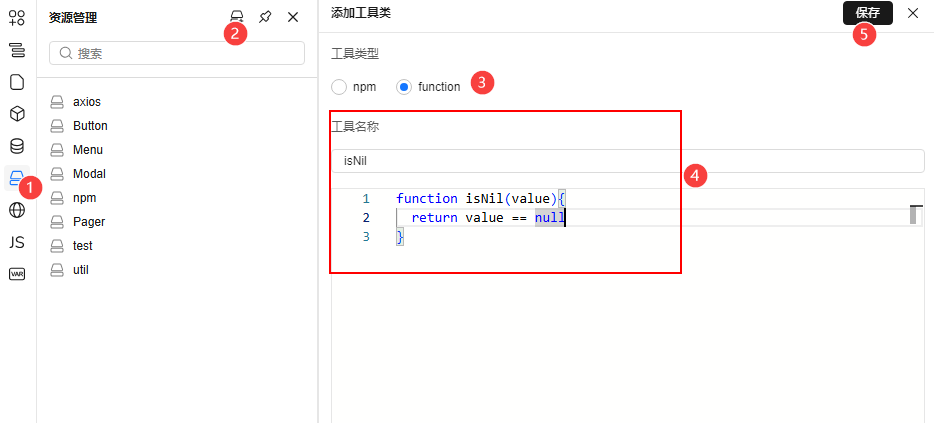 资源管理
2
搜索
axios
Button
Menu
Modal
npm
Pager
test
util
1
JS
VAR
添加工具类
保存
5
工具类型
npm
function
3
工具名称
isNil
4
1 function isNil(value){
2 return value == null
3 }